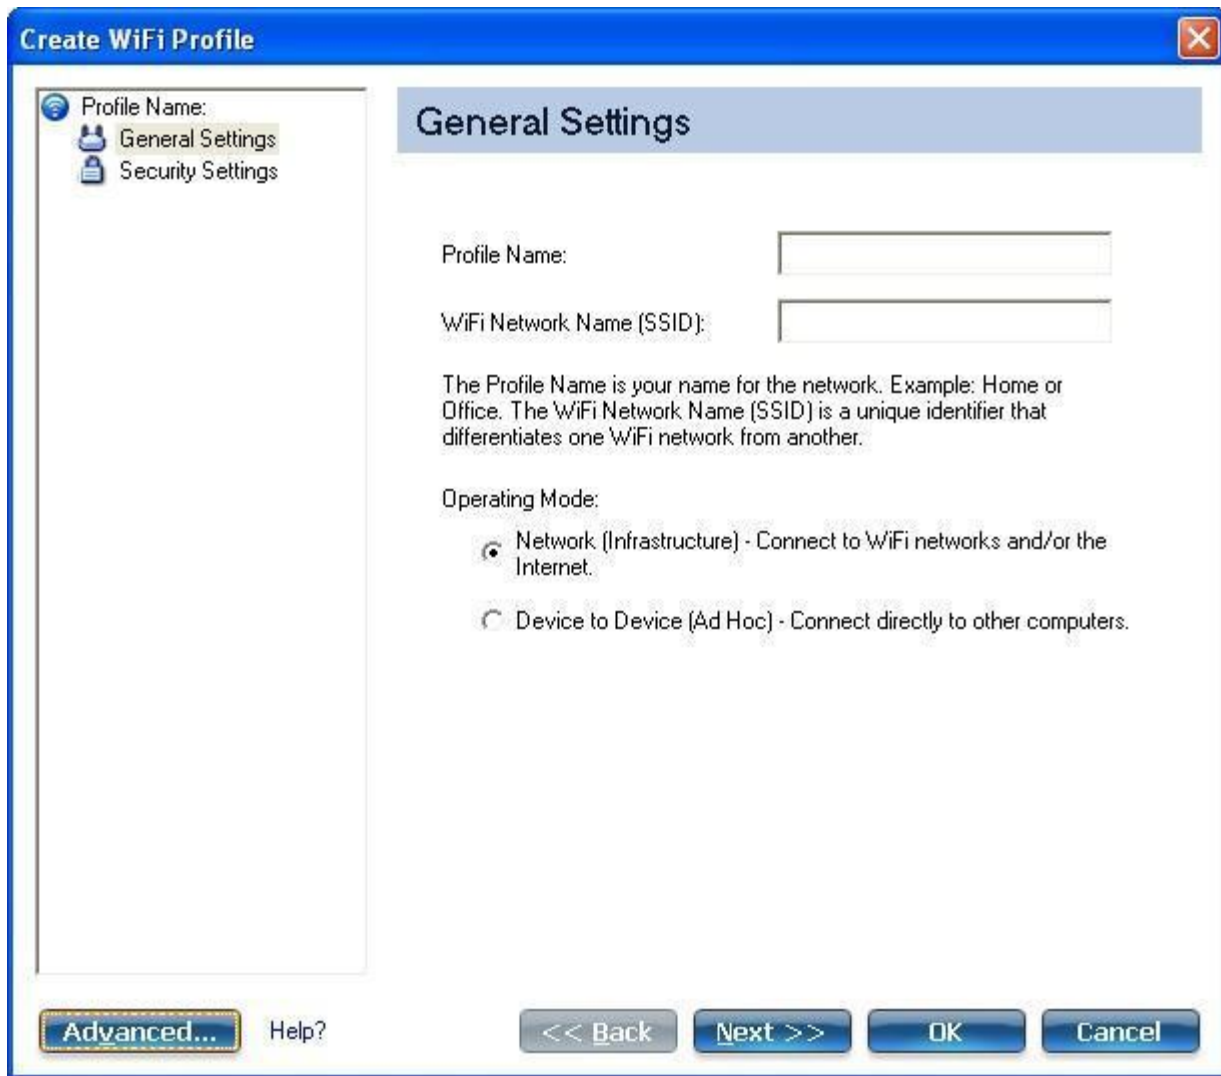 Create WiFi Profile
Profile Name:
General Settings
Security Settings
General Settings
Profile Name:
WiFi Network Name (SSID):
The Profile Name is your name for the network. Example: Home or
Office. The WiFi Network Name (SSID) is a unique identifier that
differentiates one WiFi network from another.
Operating Mode:
Network (Infrastructure) - Connect to WiFi networks and/or the
Internet.
Device to Device (Ad Hoc) - Connect directly to other computers.
Advanced...
Help?
<< Back
Next >>
OK
Cancel